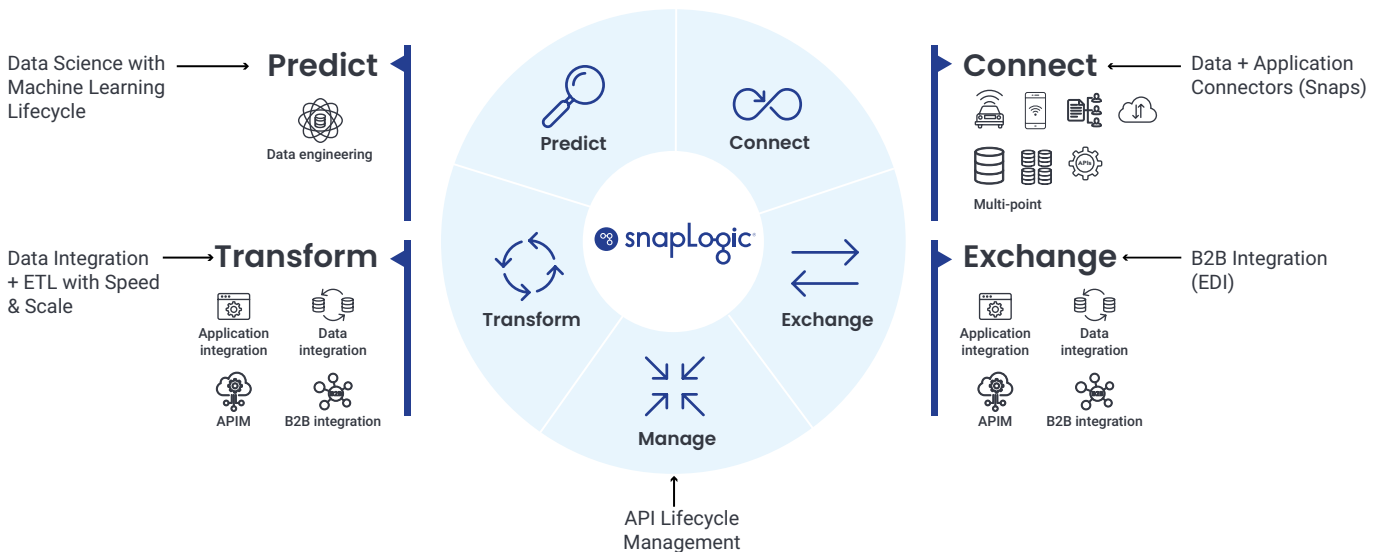 Data Science with
Machine Learning
Lifecycle
Predict
Data engineering
Data Integration
+ ETL with Speed
& Scale
Transform
Application
integration
Data
integration
APIM
B2B integration
Predict
Connect
Transform
Exchange
Manage
snapLogic
API Lifecycle
Management
Connect
Data + Application
Connectors (Snaps)
APIs
Multi-point
Exchange
B2B Integration
(EDI)
Application
integration
Data
integration
APIM
B2B
B2B integration